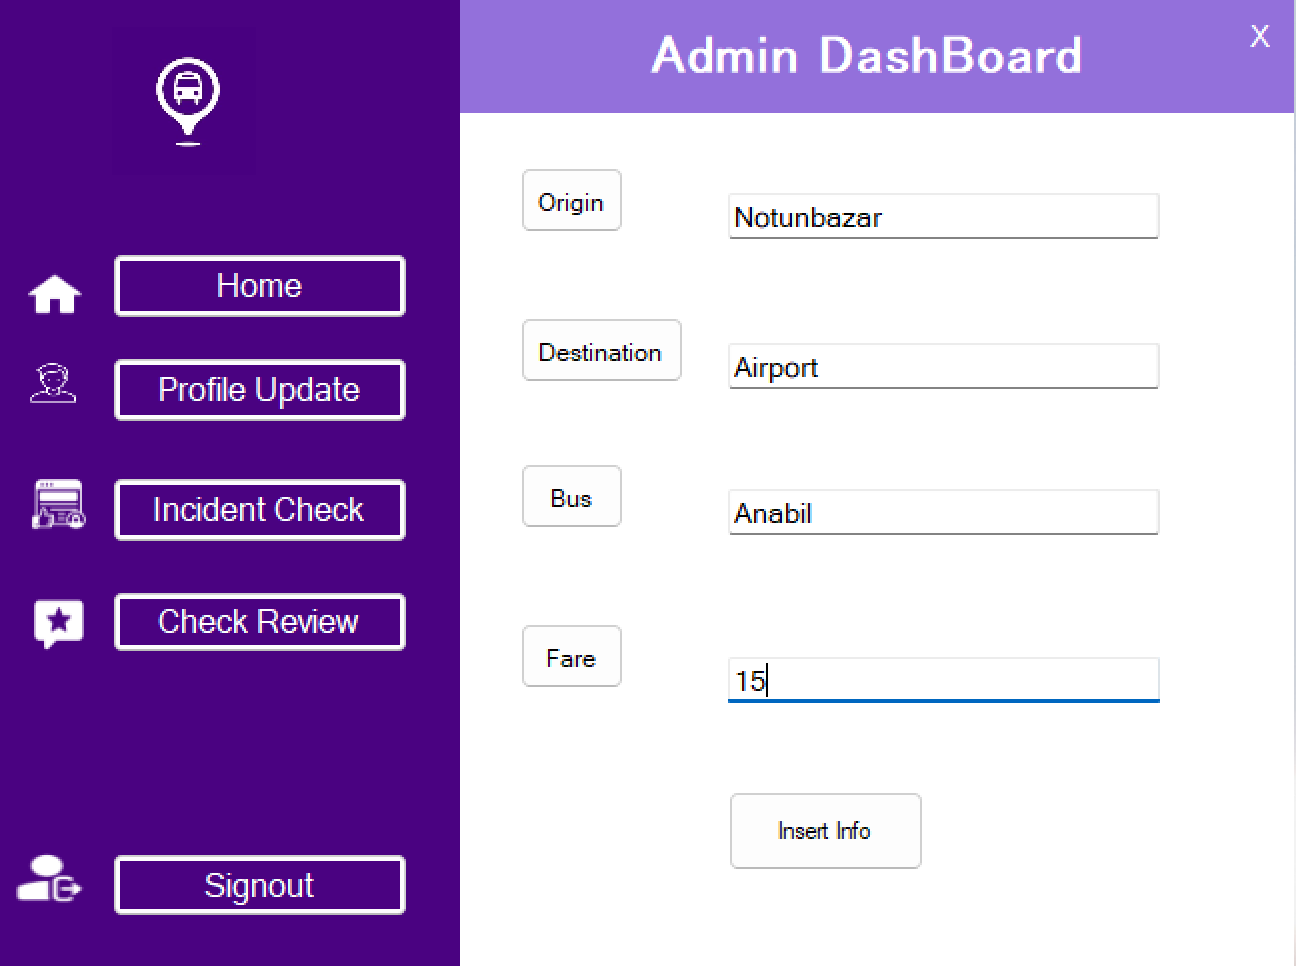 Admin DashBoard
X
Home
Profile Update
Incident Check
Check Review
Signout
Origin
Notunbazar
Destination
Airport
Bus
Anabil
Fare
15
Insert Info